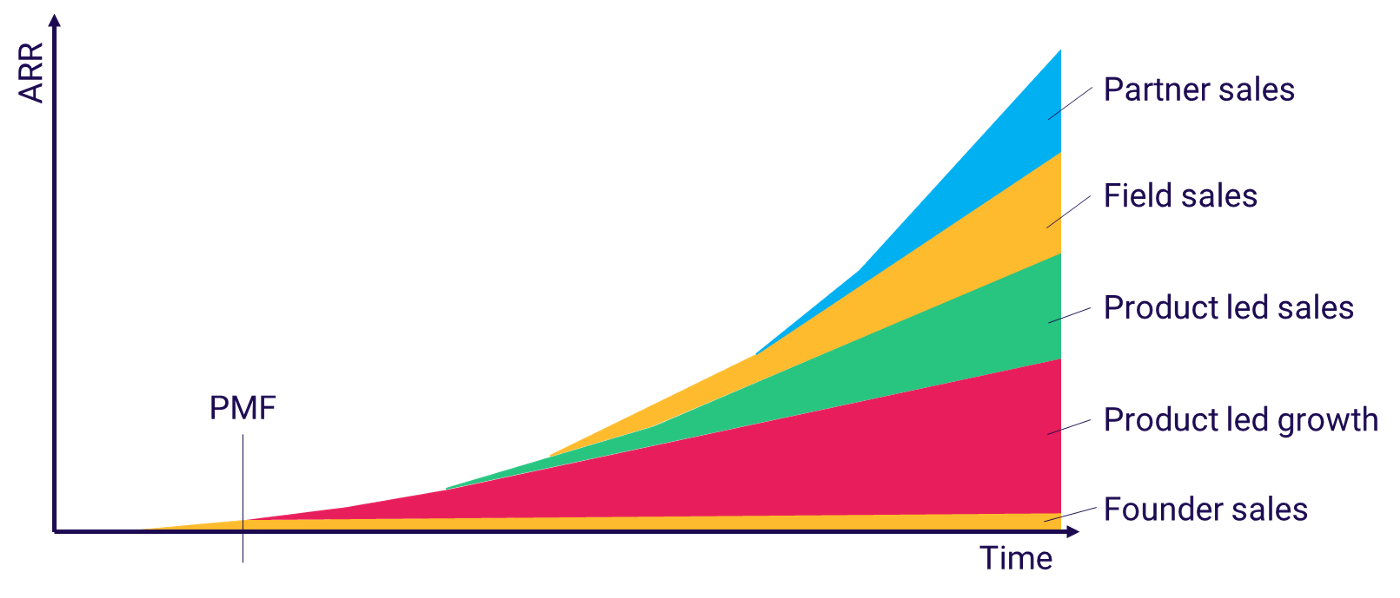 ARR
Partner sales
Field sales
Product led sales
PMF
Product led growth
Founder sales
Time